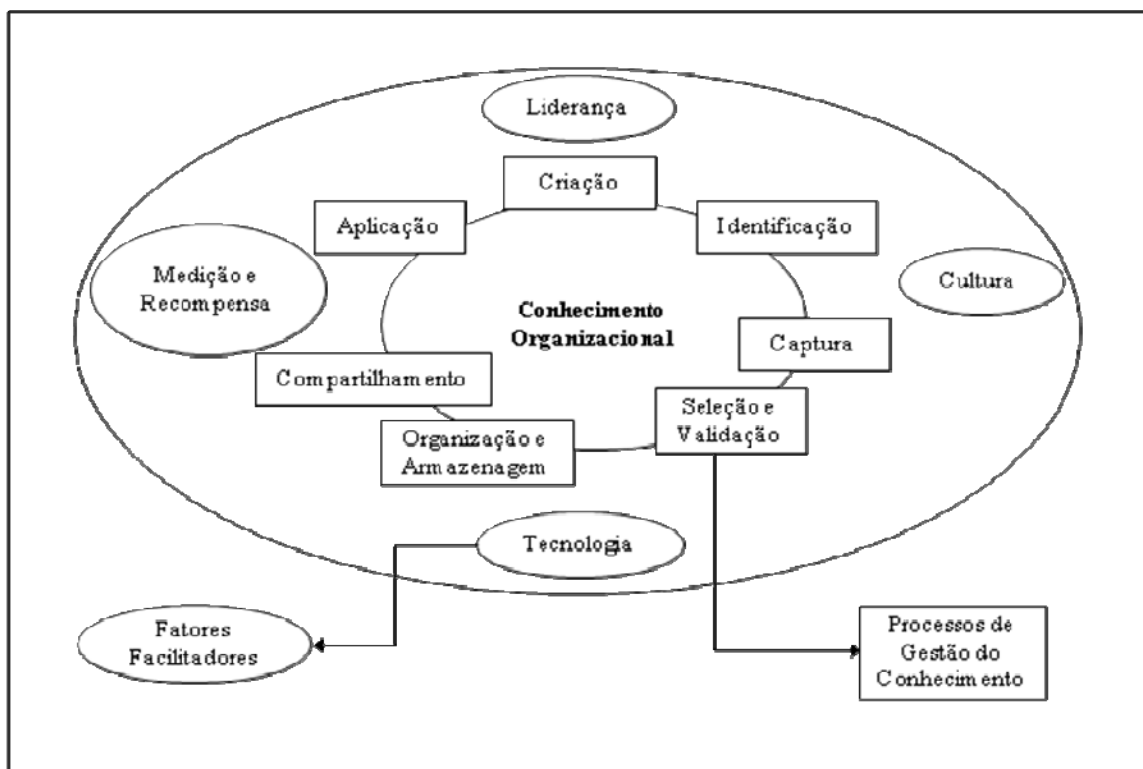 Liderança
Criação
Aplicação
Identificação
Medição e
Recompensa
Cultura
Conhecimento
Organizacional
Captura
Compartilhamento
Seleção e
Validação
Organização e
Armazenagem
Tecnologia
Fatores
Facilitadores
Processos de
Gestão do
Conhecimento